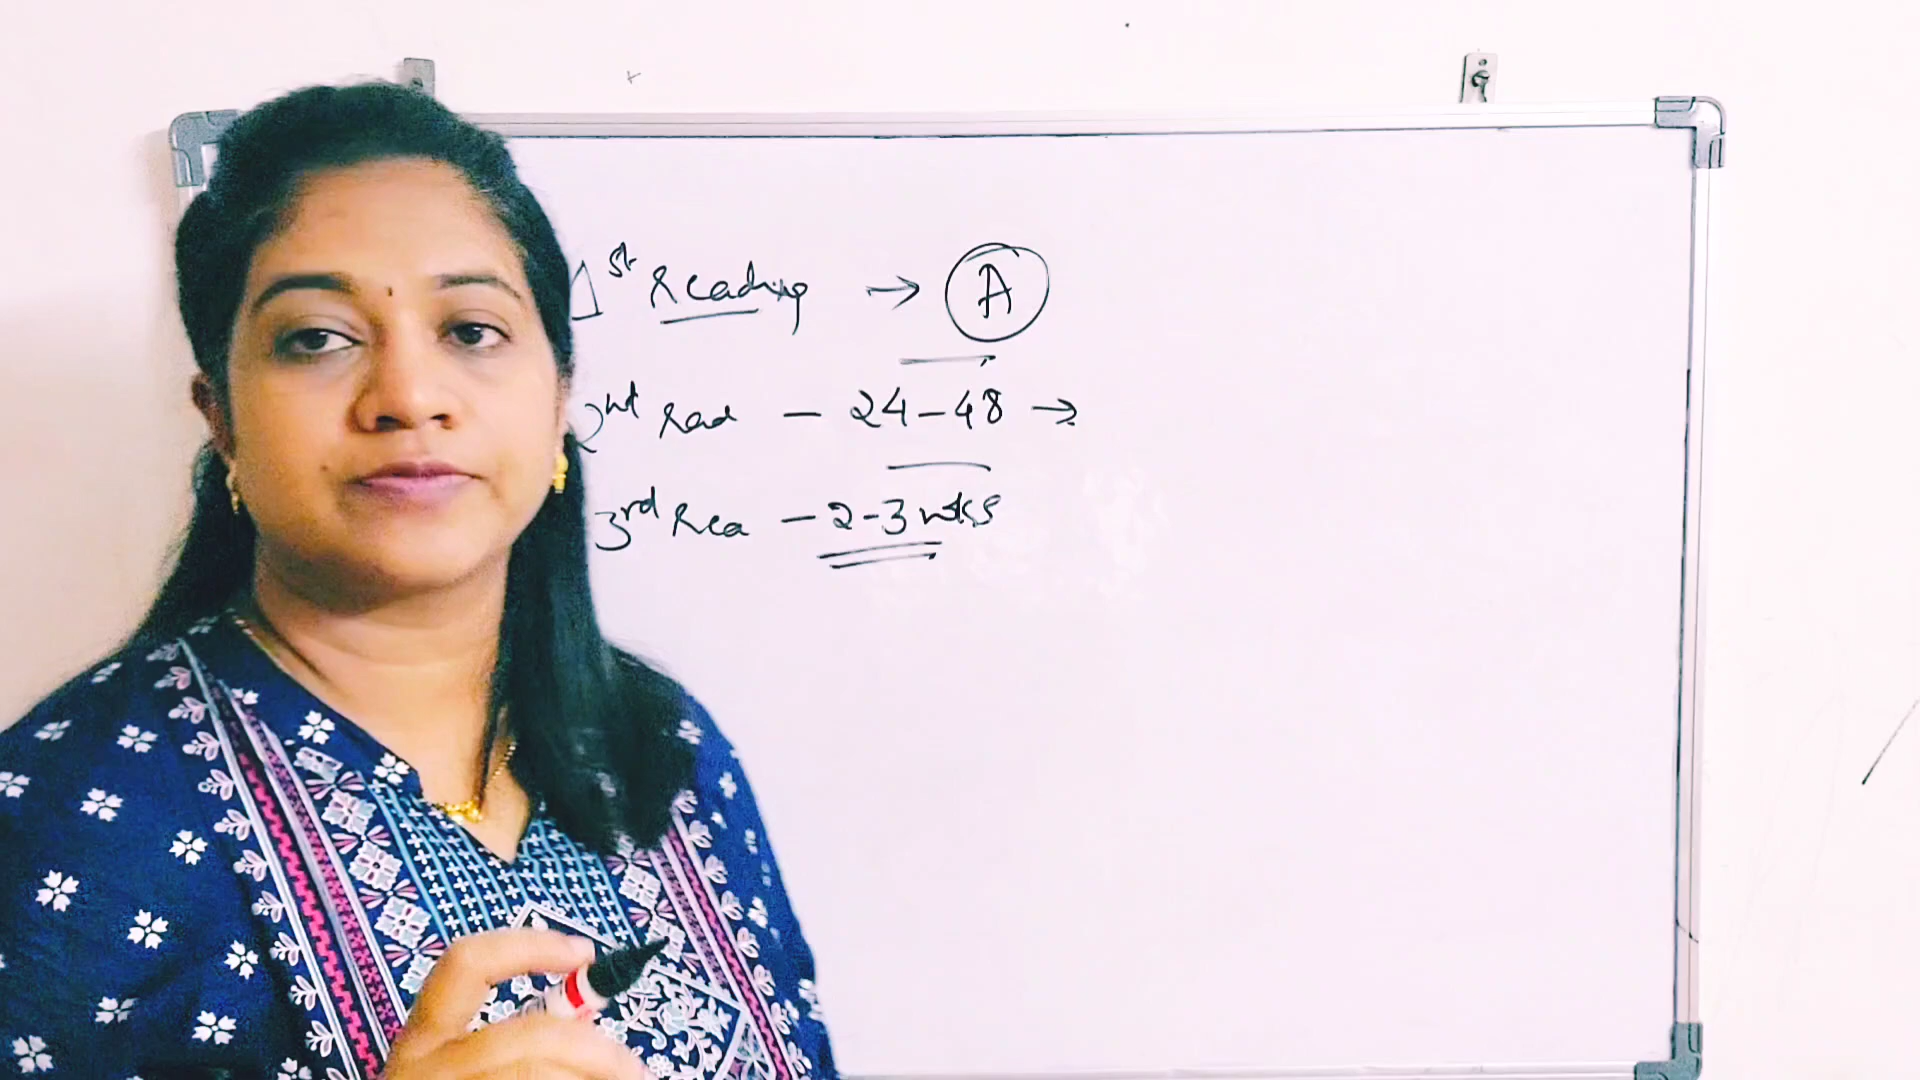 1st Reading → A
2nd Read – 24-48 →
3rd Rea – 2-3 wks